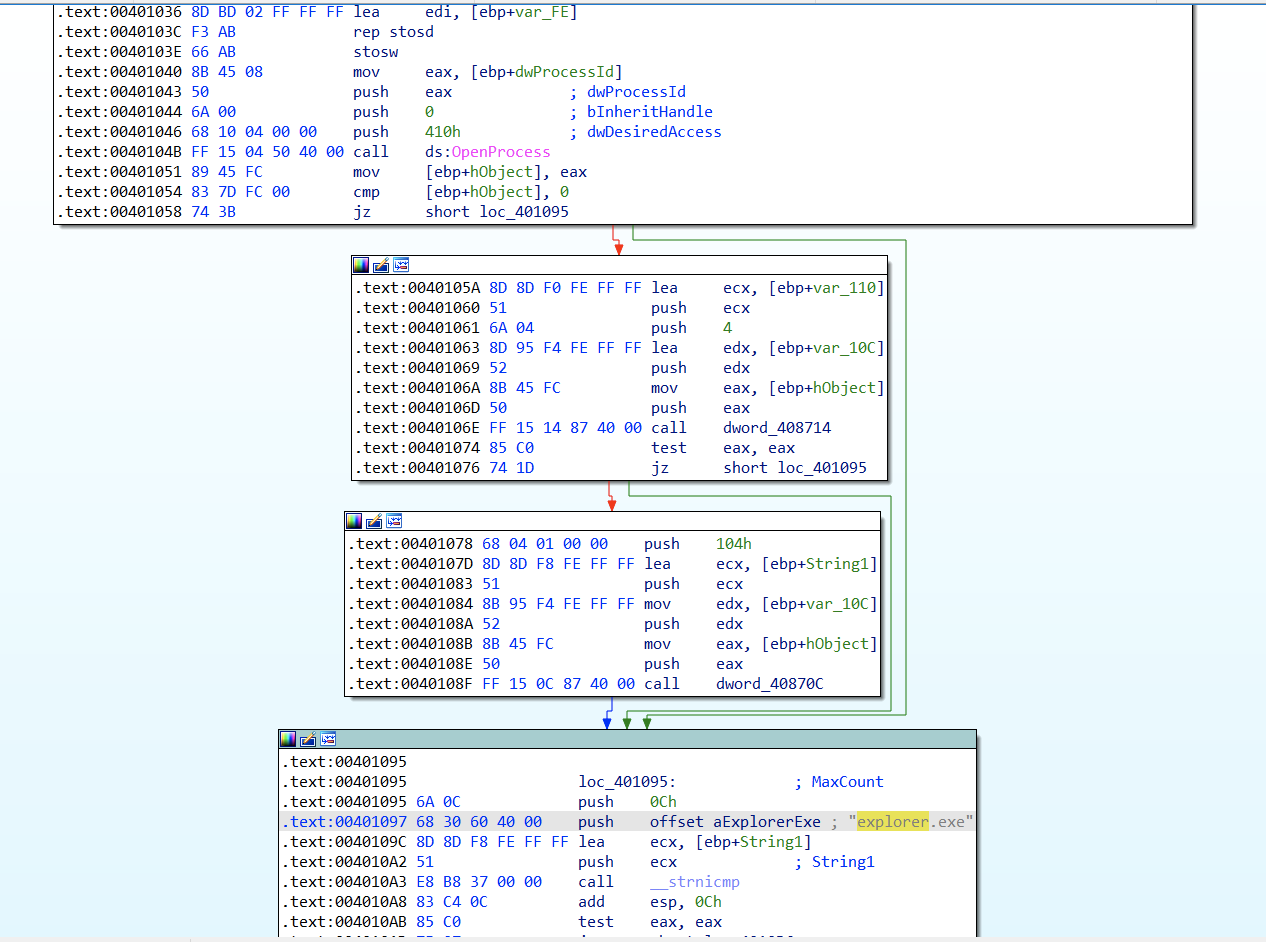 .text:00401036 8D BD 02 FF FF FF lea edi, [ebp+var_FE]
.text:0040103C F3 AB rep stosd
.text:0040103E 66 AB stosw
.text:00401040 8B 45 08 mov eax, [ebp+dwProcessId]
.text:00401043 50 push eax ; dwProcessId
.text:00401044 6A 00 push 0 ; bInheritHandle
.text:00401046 68 10 04 00 00 push 410h ; dwDesiredAccess
.text:0040104B FF 15 04 50 40 00 call ds:OpenProcess
.text:00401051 89 45 FC mov [ebp+hObject], eax
.text:00401054 83 7D FC 00 cmp [ebp+hObject], 0
.text:00401058 74 3B jz short loc_401095
.text:0040105A 8D 8D F0 FE FF FF lea ecx, [ebp+var_110]
.text:00401060 51 push ecx
.text:00401061 6A 04 push 4
.text:00401063 8D 95 F4 FE FF FF lea edx, [ebp+var_10C]
.text:00401069 52 push edx
.text:0040106A 8B 45 FC mov eax, [ebp+hObject]
.text:0040106D 50 push eax
.text:0040106E FF 15 14 87 40 00 call dword_408714
.text:00401074 85 C0 test eax, eax
.text:00401076 74 1D jz short loc_401095
.text:00401078 68 04 01 00 00 push 104h
.text:0040107D 8D 8D F8 FE FF FF lea ecx, [ebp+String1]
.text:00401083 51 push ecx
.text:00401084 8B 95 F4 FE FF FF mov edx, [ebp+var_10C]
.text:0040108A 52 push edx
.text:0040108B 8B 45 FC mov eax, [ebp+hObject]
.text:0040108E 50 push eax
.text:0040108F FF 15 0C 87 40 00 call dword_40870C
.text:00401095
.text:00401095 loc_401095: ; MaxCount
.text:00401095 6A 0C push 0Ch
.text:00401097 68 30 60 40 00 push offset aExplorerExe ; "explorer.exe"
.text:0040109C 8D 8D F8 FE FF FF lea ecx, [ebp+String1]
.text:004010A2 51 push ecx ; String1
.text:004010A3 E8 B8 37 00 00 call __strnicmp
.text:004010A8 83 C4 0C add esp, 0Ch
.text:004010AB 85 C0 test eax, eax